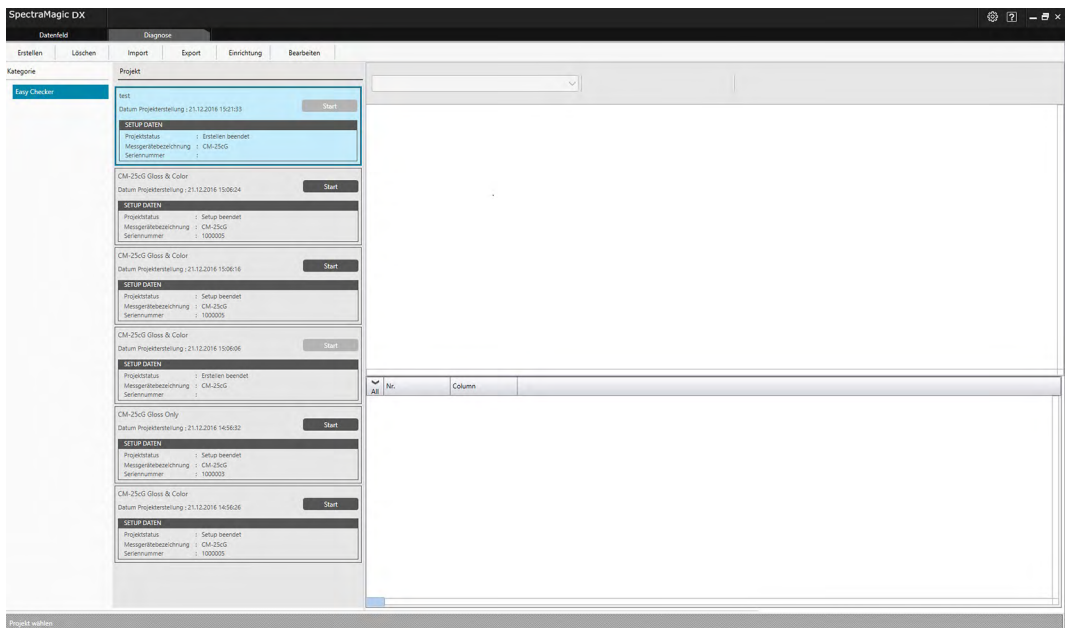 SpectraMagic DX
Datenfeld Diagnose
Erstellen Löschen Import Export Einrichtung Bearbeiten
Kategorie Projekt
Easy Checker
test
Datum Projekterstellung : 21.12.2016 15:21:33 Start
SETUP DATEN
Projektstatus : Erstellen beendet
Messgerätebezeichnung : CM-25cG
Seriennummer :
CM-25cG Gloss & Color
Datum Projekterstellung : 21.12.2016 15:06:24 Start
SETUP DATEN
Projektstatus : Setup beendet
Messgerätebezeichnung : CM-25cG
Seriennummer : 1000005
CM-25cG Gloss & Color
Datum Projekterstellung : 21.12.2016 15:06:16 Start
SETUP DATEN
Projektstatus : Setup beendet
Messgerätebezeichnung : CM-25cG
Seriennummer : 1000005
CM-25cG Gloss & Color
Datum Projekterstellung : 21.12.2016 15:06:06 Start
SETUP DATEN
Projektstatus : Erstellen beendet
Messgerätebezeichnung : CM-25cG
Seriennummer :
CM-25cG Gloss Only
Datum Projekterstellung : 21.12.2016 14:56:32 Start
SETUP DATEN
Projektstatus : Setup beendet
Messgerätebezeichnung : CM-25cG
Seriennummer : 1000003
CM-25cG Gloss & Color
Datum Projekterstellung : 21.12.2016 14:56:26 Start
SETUP DATEN
Projektstatus : Setup beendet
Messgerätebezeichnung : CM-25cG
Seriennummer : 1000005
All Nr. Column
Projekt wählen